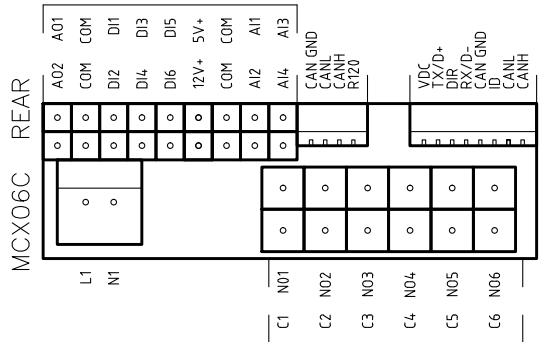 AO1 COM DI1 DI3 DI5 5V+ COM AI1 AI3
AO2 COM DI2 DI4 DI6 12V+ COM AI2 AI4
CAN GND
CANL
CANH
R120
VDC
TX/D+
DIR
RX/D-
CAN GND
ID
CANL
CANH
MCX06C REAR
L1 N1
NO1 NO2 NO3 NO4 NO5 NO6
C1 C2 C3 C4 C5 C6